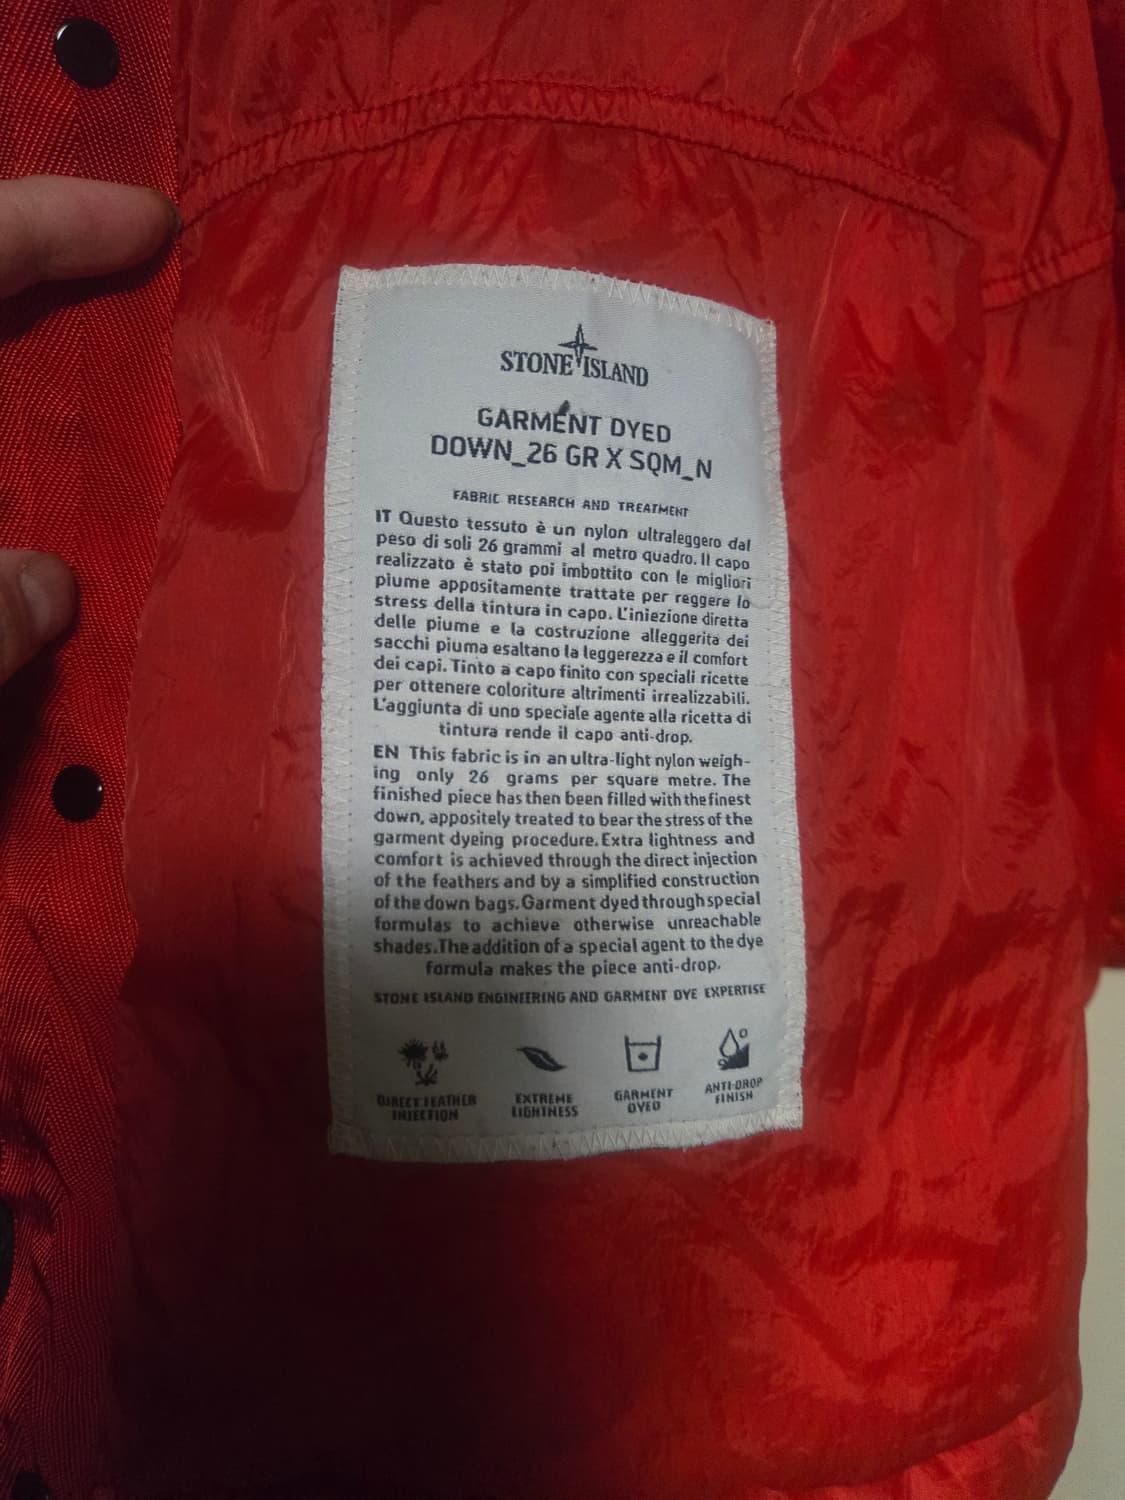 STONE ISLAND
GARMENT DYED
DOWN_26 GR X SQM_N
FABRIC RESEARCH AND TREATMENT
IT Questo tessuto è un nylon ultraleggero dal
peso di soli 26 grammi al metro quadro. Il capo
realizzato è stato poi imbottito con le migliori
piume appositamente trattate per reggere lo
stress della tintura in capo. L'iniezione diretta
delle piume e la costruzione alleggerita dei
sacchi piuma esaltano la leggerezza e il comfort
dei capi. Tinto a capo finito con speciali ricette
per ottenere coloriture altrimenti irrealizzabili.
L'aggiunta di uno speciale agente alla ricetta di
tintura rende il capo anti-drop.
EN This fabric is in an ultra-light nylon weigh-
ing only 26 grams per square metre. The
finished piece has then been filled with the finest
down, appositely treated to bear the stress of the
garment dyeing procedure. Extra lightness and
comfort is achieved through the direct injection
of the feathers and by a simplified construction
of the down bags. Garment dyed through special
formulas to achieve otherwise unreachable
shades. The addition of a special agent to the dye
formula makes the piece anti-drop.
STONE ISLAND ENGINEERING AND GARMENT DYE EXPERTISE
DIRECT FEATHER
INJECTION
EXTREME
LIGHTNESS
GARMENT
DYED
ANTI-DROP
FINISH